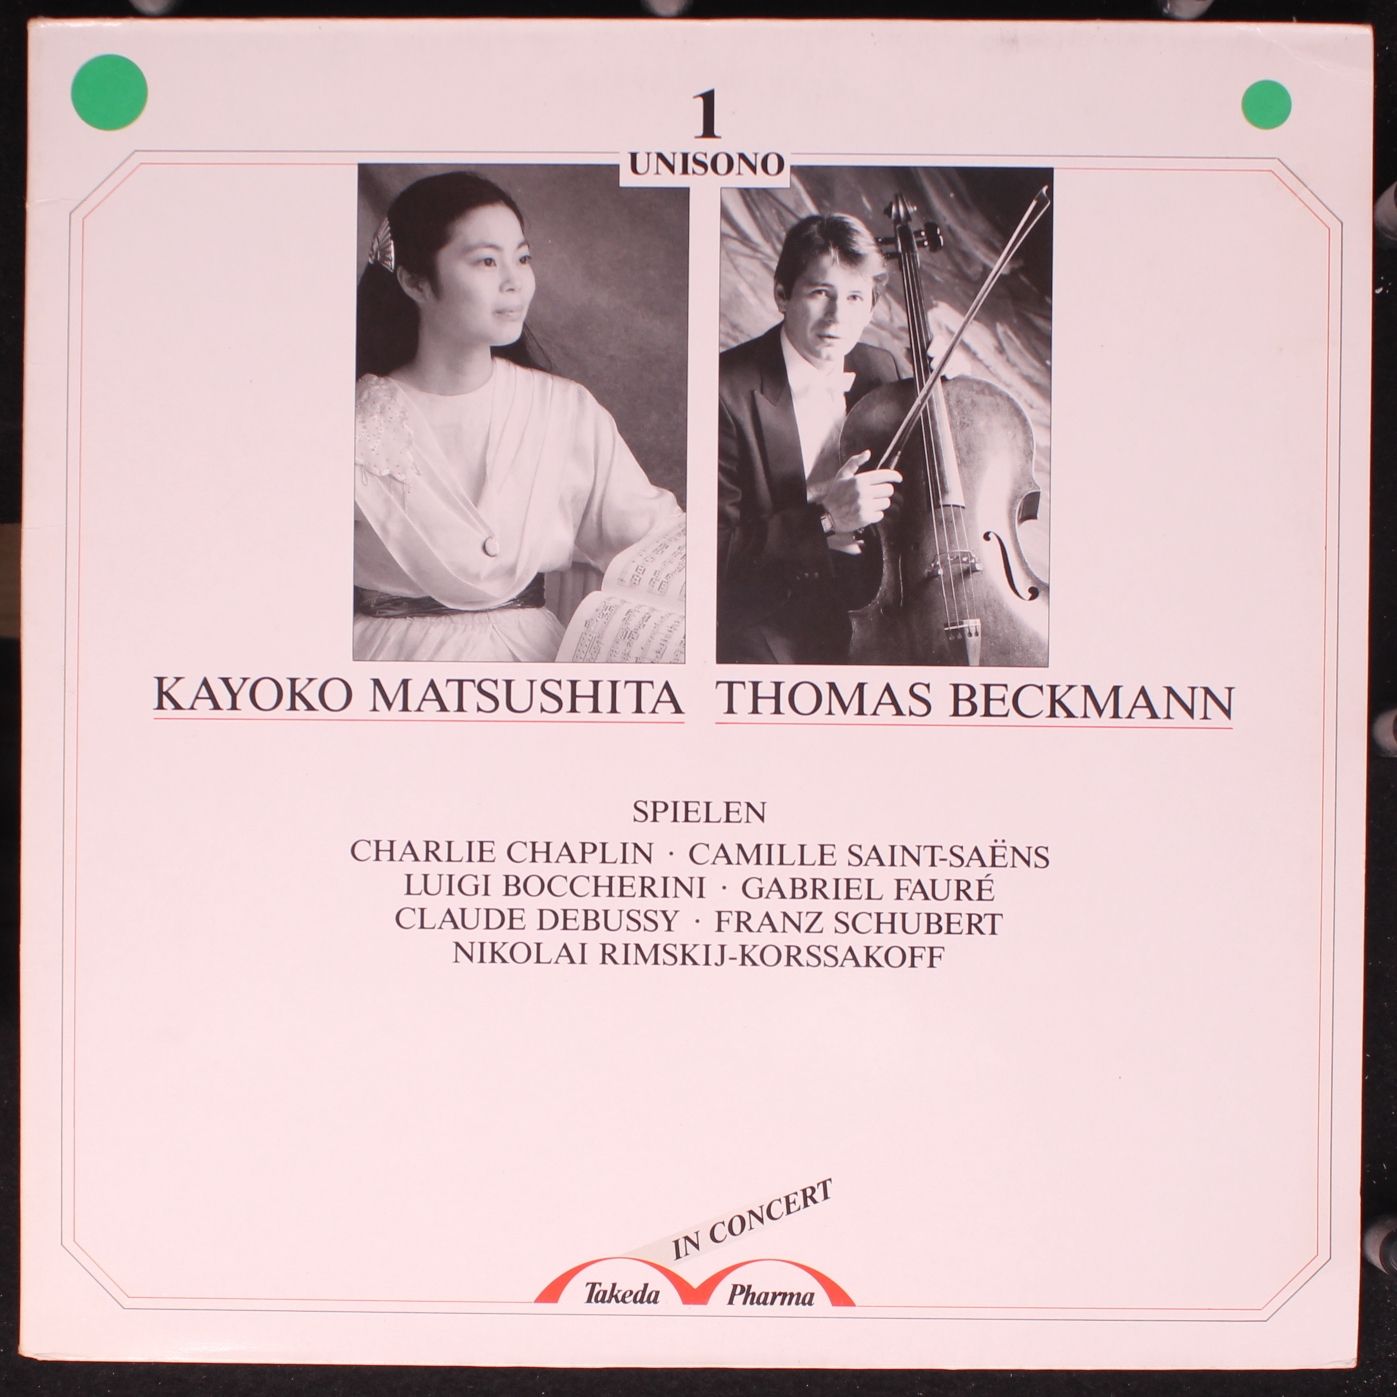 1
UNISONO
KAYOKO MATSUSHITA THOMAS BECKMANN
SPIELEN
CHARLIE CHAPLIN · CAMILLE SAINT-SAËNS
LUIGI BOCCHERINI · GABRIEL FAURÉ
CLAUDE DEBUSSY · FRANZ SCHUBERT
NIKOLAI RIMSKIJ-KORSSAKOFF
IN CONCERT
Takeda Pharma